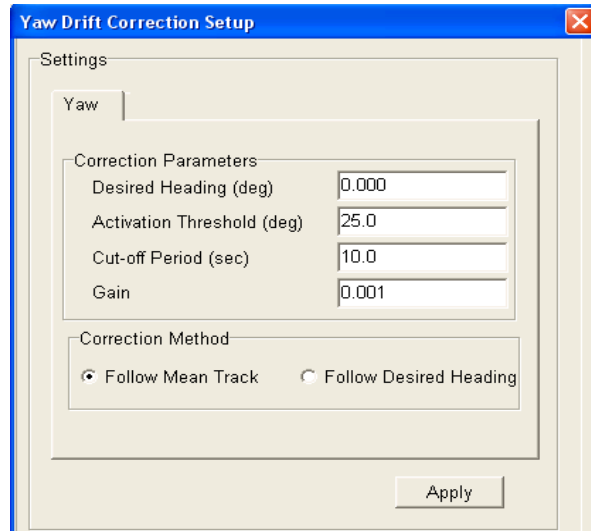 Yaw Drift Correction Setup
Settings
Yaw
Correction Parameters
Desired Heading (deg) 0.000
Activation Threshold (deg) 25.0
Cut-off Period (sec) 10.0
Gain 0.001
Correction Method
Follow Mean Track Follow Desired Heading
Apply